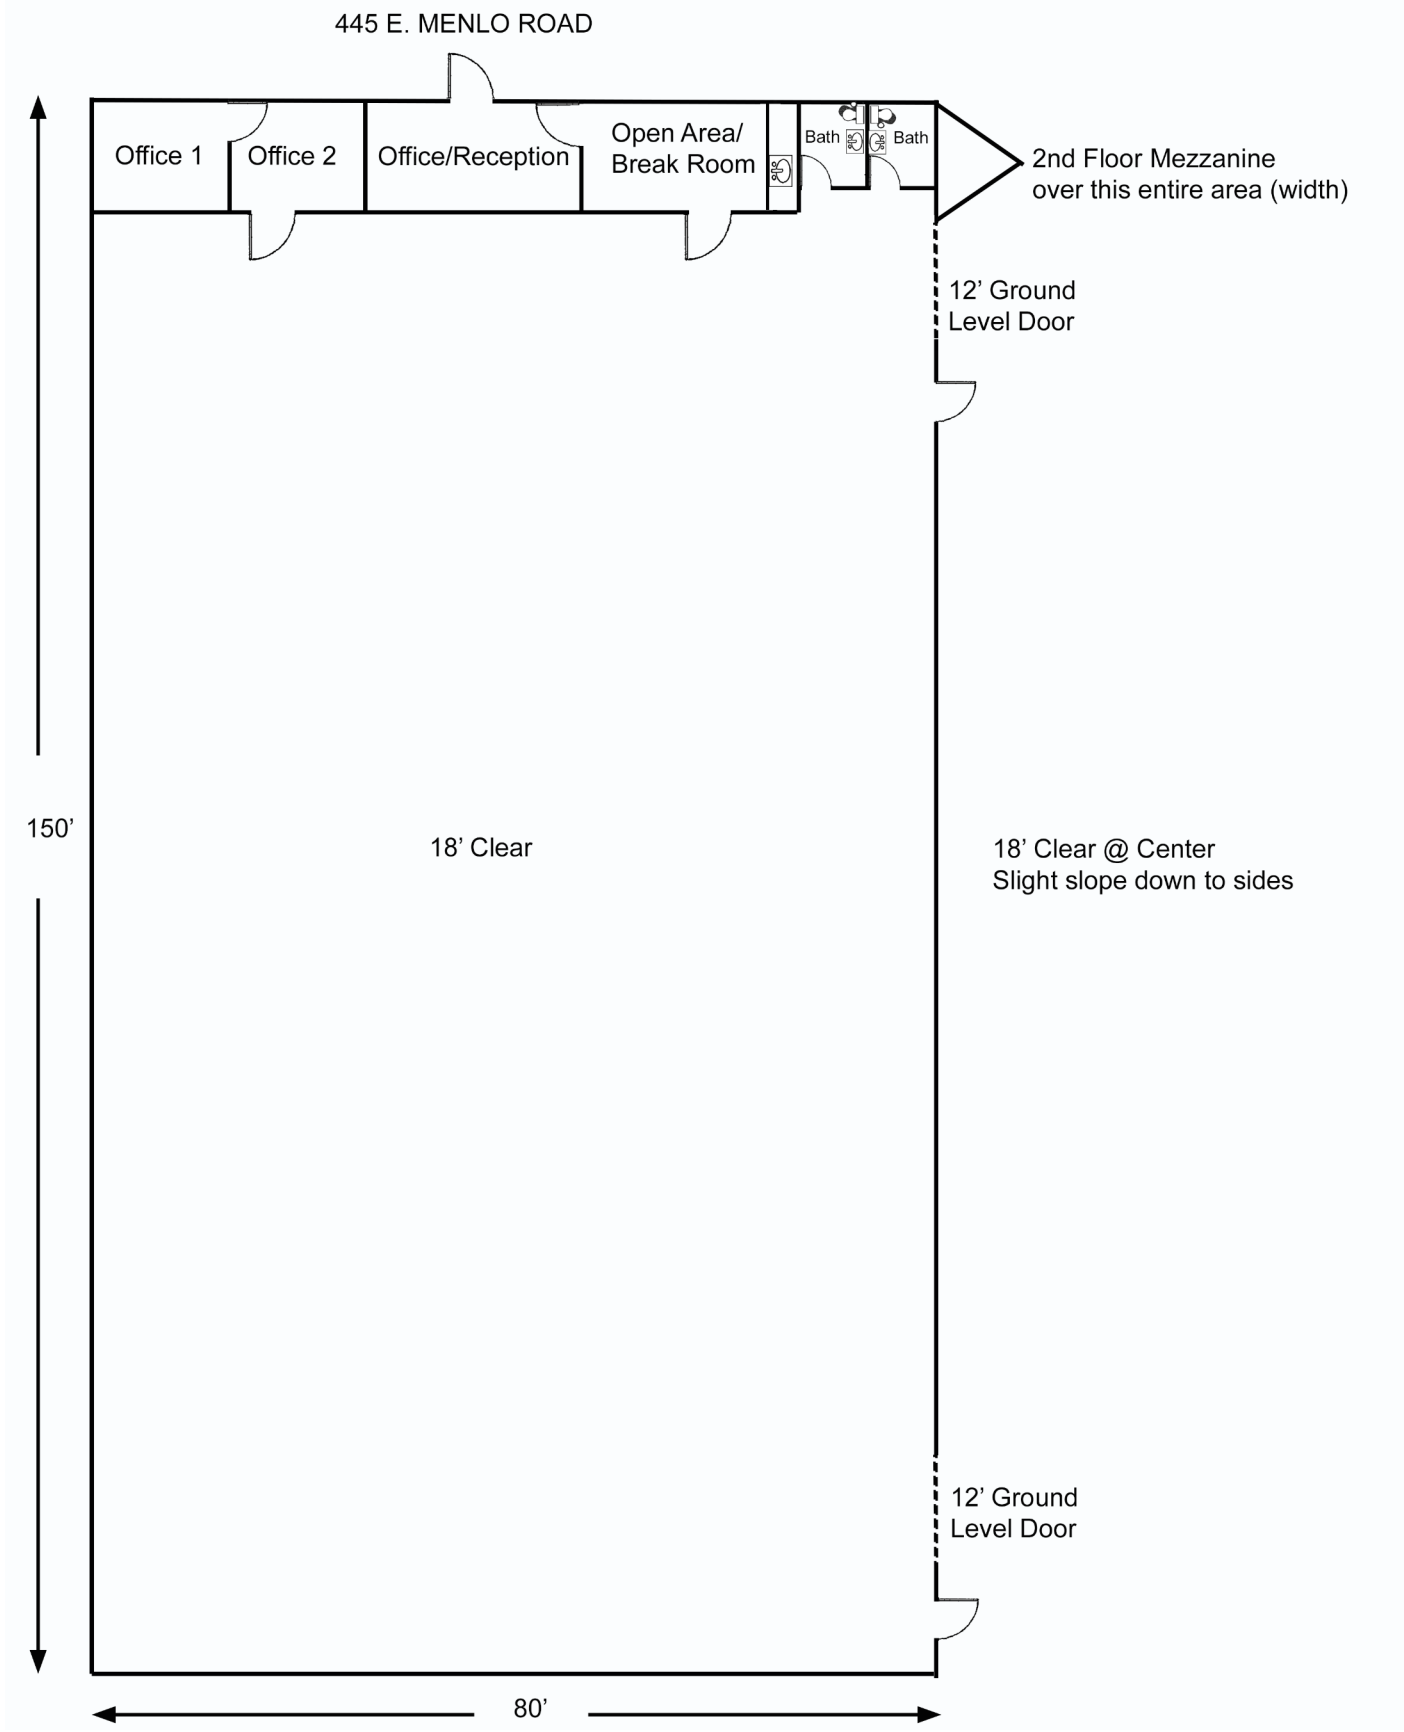 445 E. MENLO ROAD
Office 1
Office 2
Office/Reception
Open Area/
Break Room
Bath
Bath
2nd Floor Mezzanine
over this entire area (width)
12’ Ground
Level Door
150’
18’ Clear
18’ Clear @ Center
Slight slope down to sides
12’ Ground
Level Door
80’